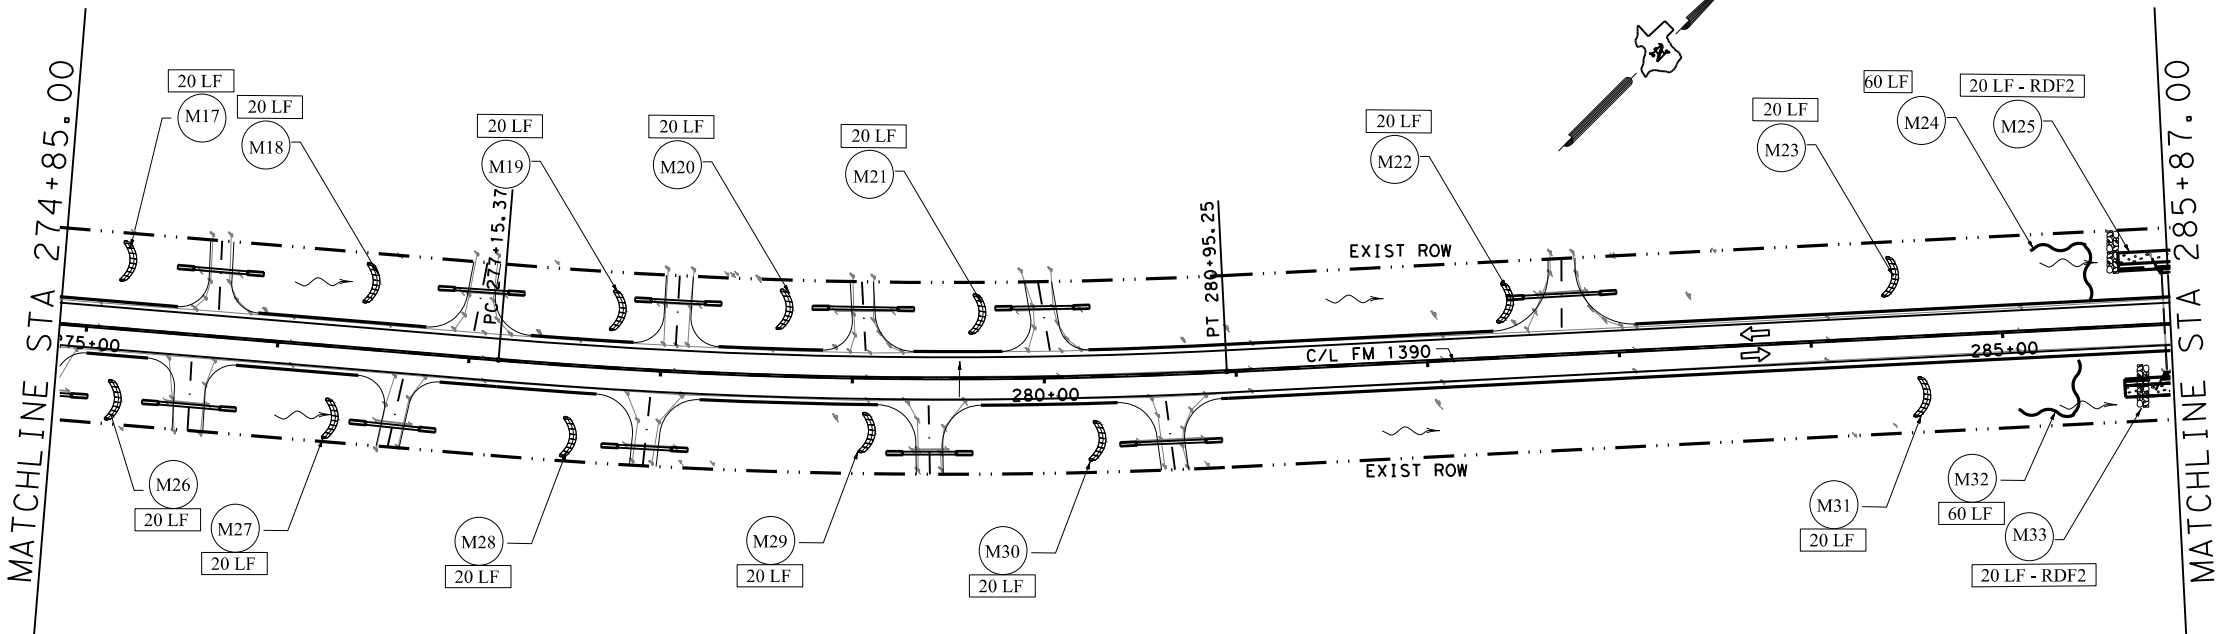 MATCHLINE STA 274+85.00
20 LF
M17
20 LF
M18
20 LF
M19
20 LF
M20
20 LF
M21
20 LF
M22
20 LF
M23
60 LF
M24
20 LF - RDF2
M25
N
MATCHLINE STA 285+87.00
PC 277+15.37
PT 280+95.25
EXIST ROW
C/L FM 1390
275+00
280+00
285+00
EXIST ROW
M26
20 LF
M27
20 LF
M28
20 LF
M29
20 LF
M30
20 LF
M31
20 LF
M32
60 LF
M33
20 LF - RDF2